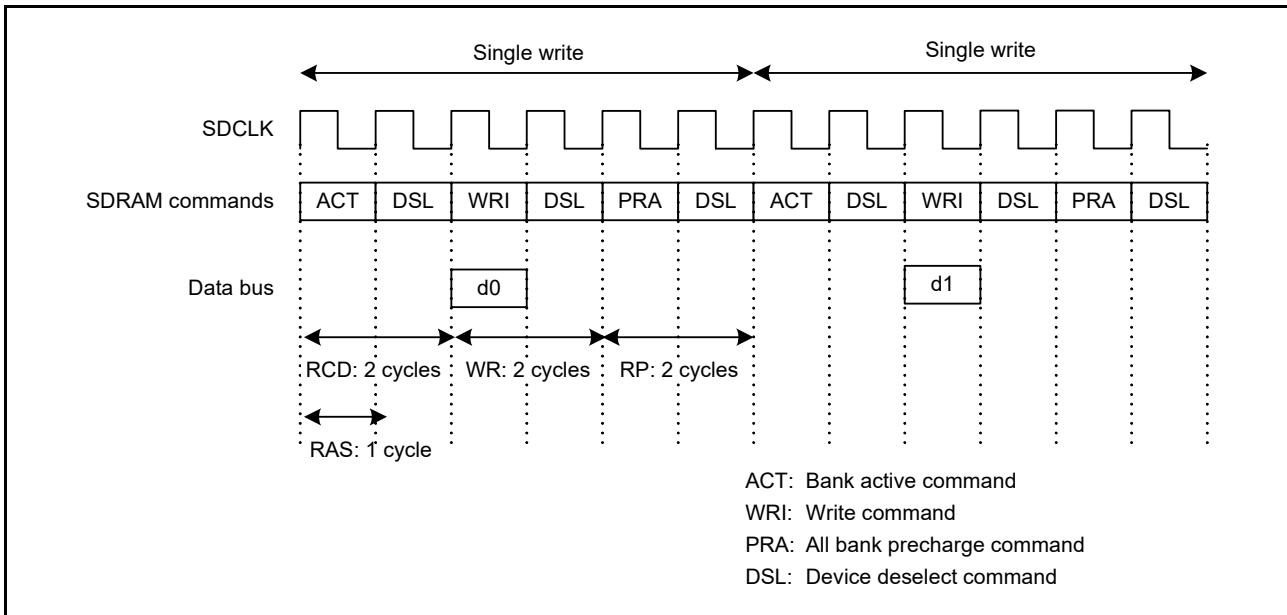 Single write Single write
SDCLK
SDRAM commands ACT DSL WRI DSL PRA DSL ACT DSL WRI DSL PRA DSL
Data bus d0 d1
RCD: 2 cycles WR: 2 cycles RP: 2 cycles
RAS: 1 cycle
ACT: Bank active command
WRI: Write command
PRA: All bank precharge command
DSL: Device deselect command